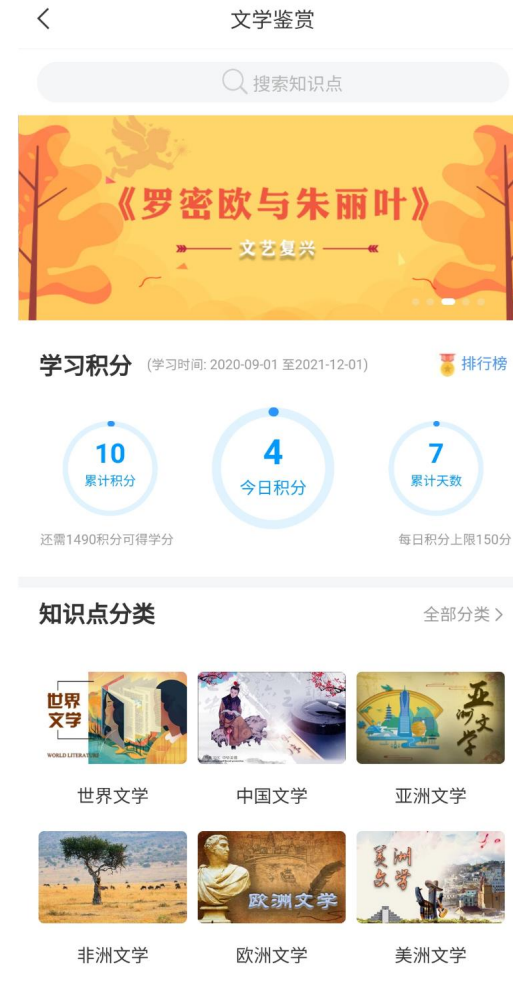 文学鉴赏
搜索知识点
《罗密欧与朱丽叶》
文艺复兴
学习积分 (学习时间: 2020-09-01 至2021-12-01) 排行榜
10
累计积分
4
今日积分
7
累计天数
还需1490积分可得学分
每日积分上限150分
知识点分类 全部分类
世界
文学
WORLD LITERATURE
亚洲文学
世界文学 中国文学 亚洲文学
欧洲文学
美洲
文学
非洲文学 欧洲文学 美洲文学